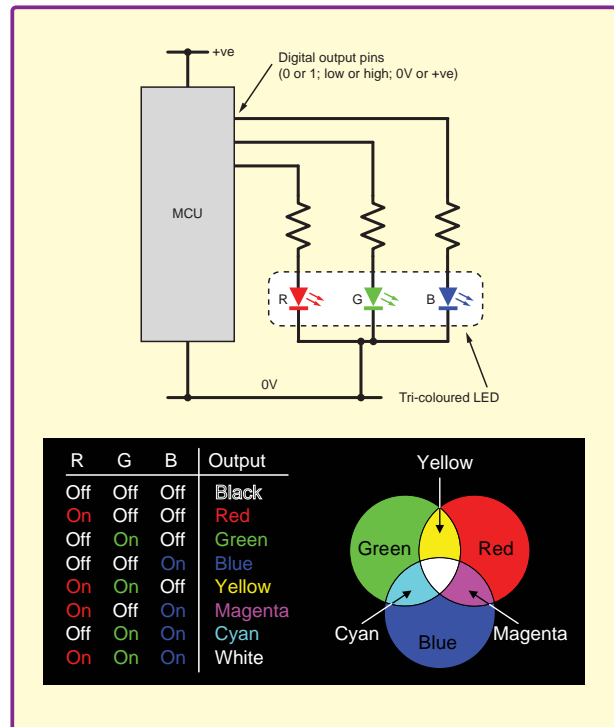 +ve
Digital output pins
(0 or 1; low or high; 0V or +ve)
MCU
R G B
0V
Tri-coloured LED
R G B Output
Off Off Off Black
On Off Off Red
Off On Off Green
Off Off On Blue
On On Off Yellow
On Off On Magenta
Off On On Cyan
On On On White
Yellow
Green Red
Cyan Magenta
Blue